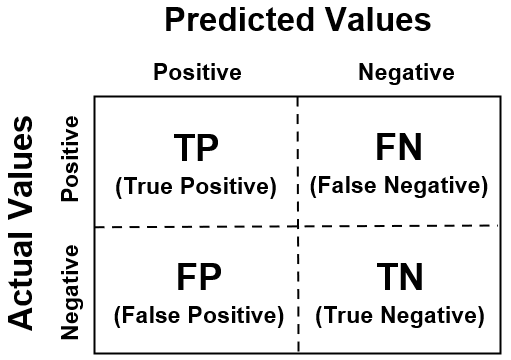 Predicted Values
Positive Negative
Actual Values
Positive
TP
(True Positive)
FN
(False Negative)
Negative
FP
(False Positive)
TN
(True Negative)